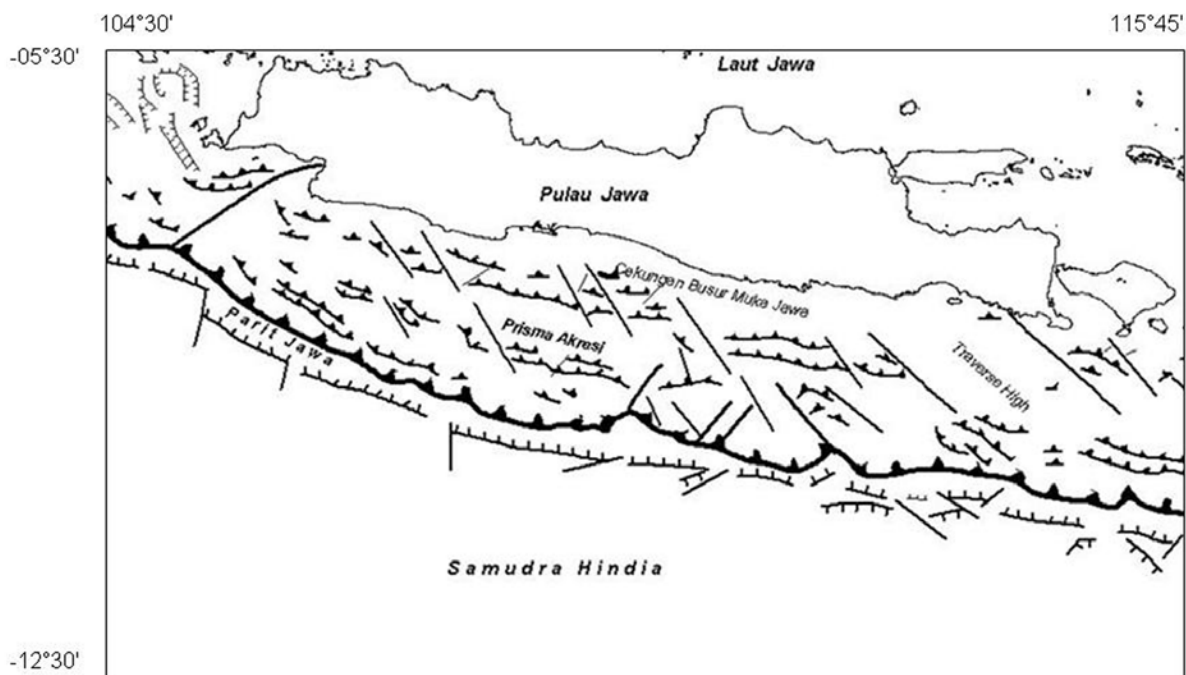 104°30'
115°45'
-05°30'
Laut Jawa
Pulau Jawa
Cekungan Busur Muka Jawa
Parit Jawa
Prisma Akresi
Traverse High
Samudra Hindia
-12°30'